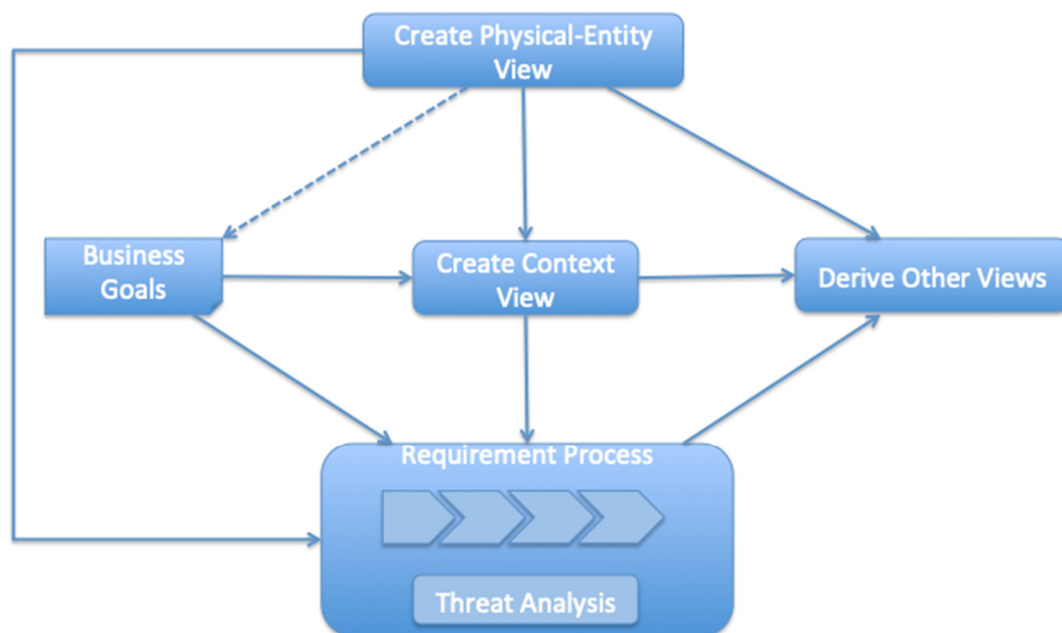 Create Physical-Entity
View
Business
Goals
Create Context
View
Derive Other Views
Requirement Process
Threat Analysis